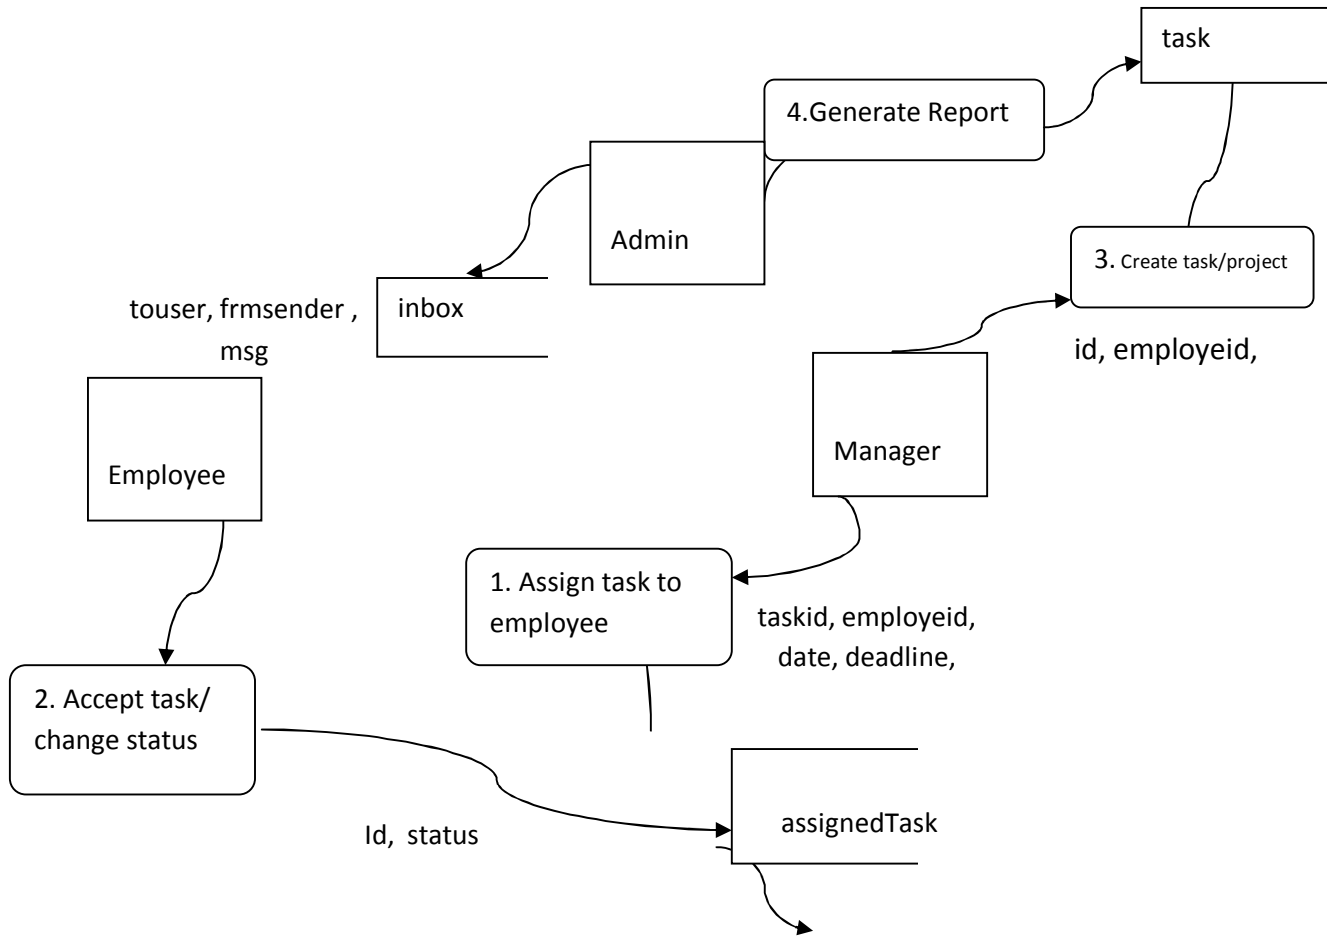 task
4.Generate Report
Admin
3. Create task/project
touser, frmsender ,
msg
inbox
id, employeid,
Employee
Manager
1. Assign task to
employee
taskid, employeid,
date, deadline,
2. Accept task/
change status
Id, status
assignedTask